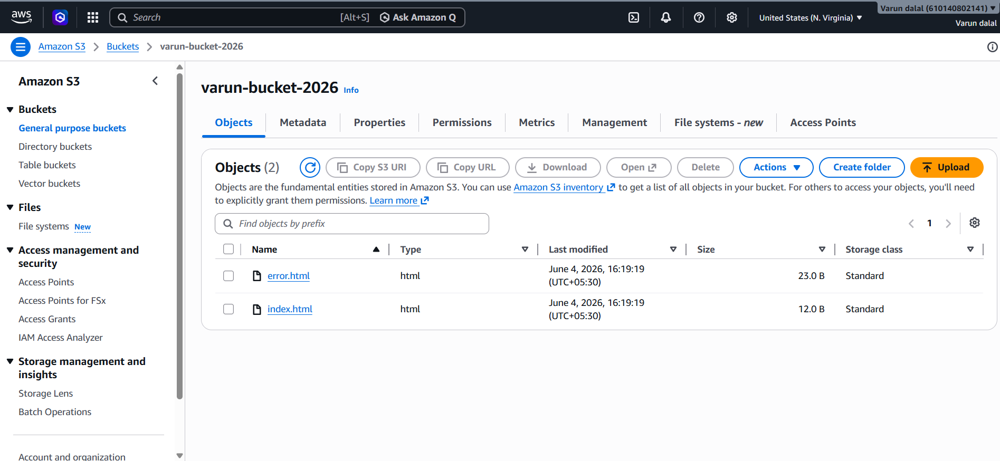 aws
Search [Alt+S] Ask Amazon Q
United States (N. Virginia) ▼
Varun dalal (610140802141) ▼
Varun dalal
Amazon S3 > Buckets > varun-bucket-2026
Amazon S3
Buckets
General purpose buckets
Directory buckets
Table buckets
Vector buckets
Files
File systems New
Access management and
security
Access Points
Access Points for FSx
Access Grants
IAM Access Analyzer
Storage management and
insights
Storage Lens
Batch Operations
Account and organization
varun-bucket-2026 Info
Objects Metadata Properties Permissions Metrics Management File systems - new Access Points
Objects (2) Copy S3 URI Copy URL Download Open Delete Actions Create folder Upload
Objects are the fundamental entities stored in Amazon S3. You can use Amazon S3 inventory to get a list of all objects in your bucket. For others to access your objects, you'll need
to explicitly grant them permissions. Learn more
Find objects by prefix
1
Name Type Last modified Size Storage class
error.html html June 4, 2026, 16:19:19 23.0 B Standard
(UTC+05:30)
index.html html June 4, 2026, 16:19:19 12.0 B Standard
(UTC+05:30)